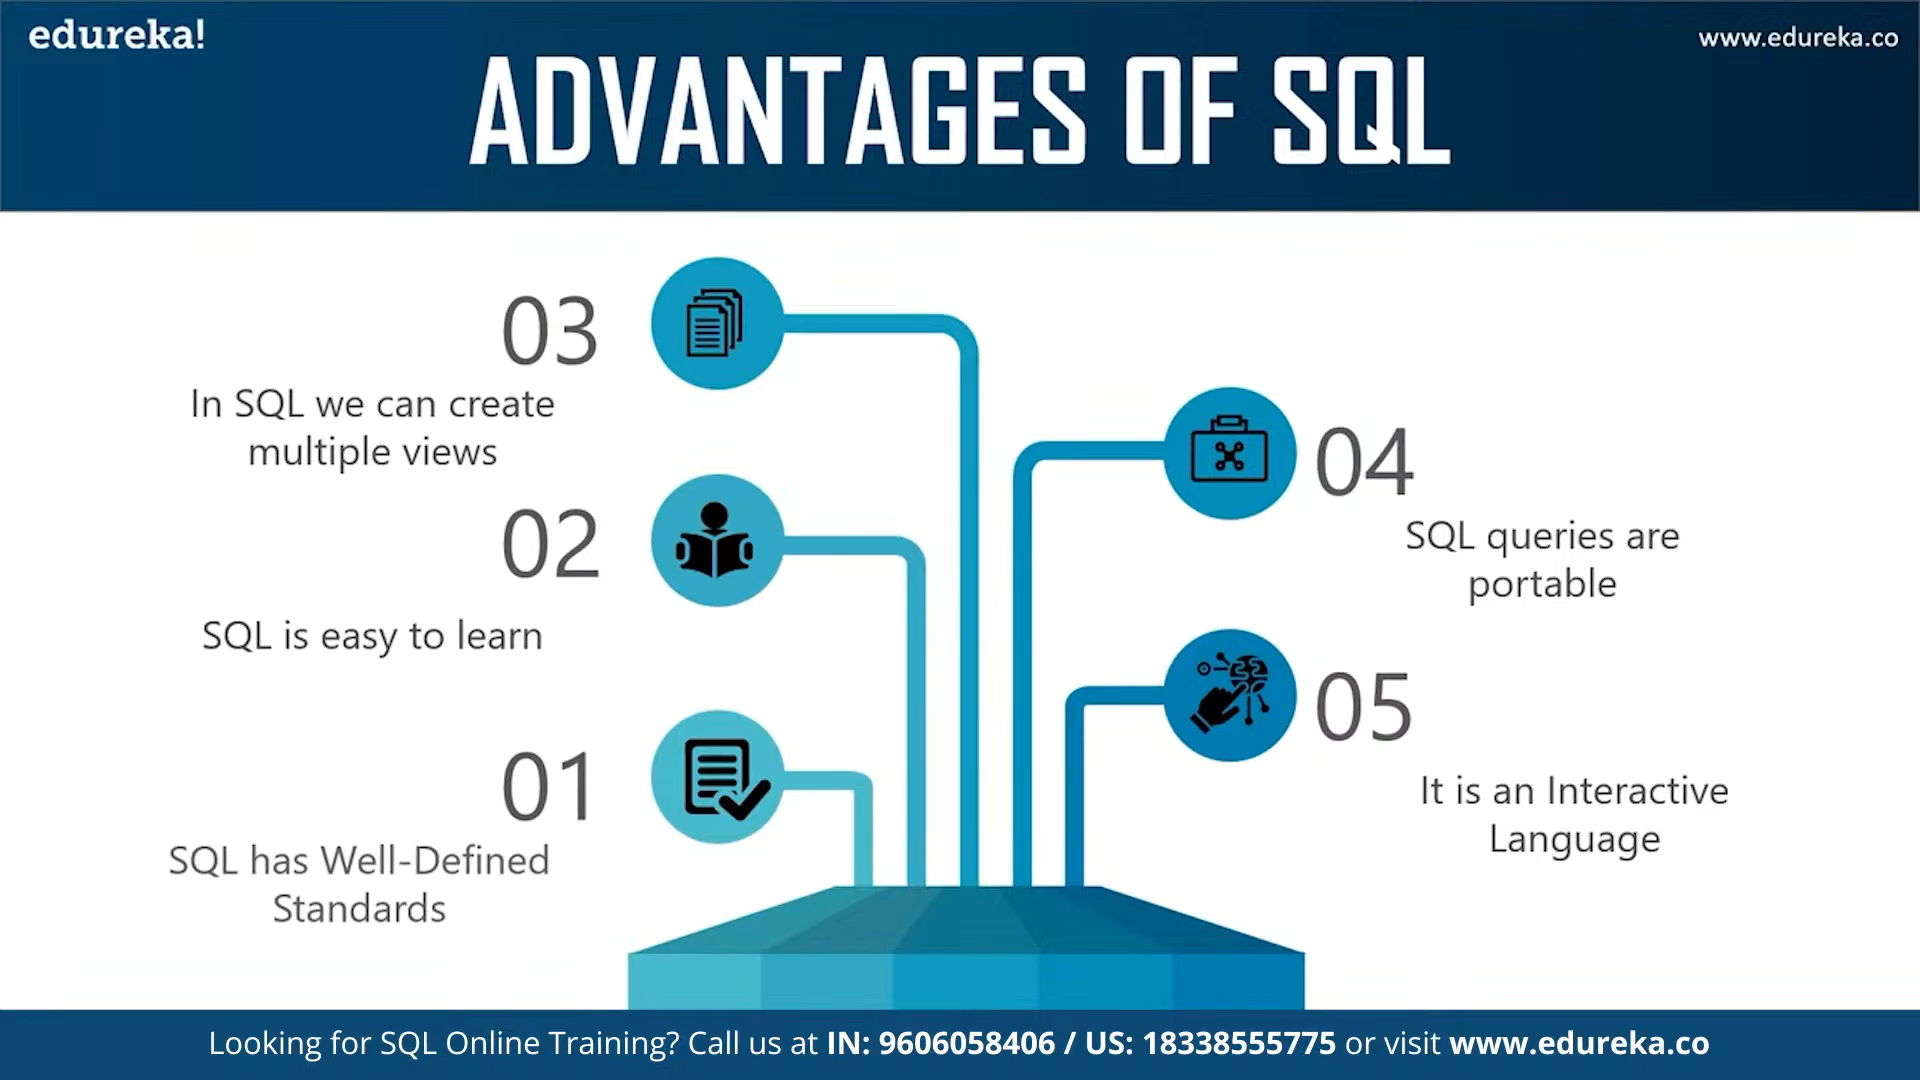 edureka!
www.edureka.co
ADVANTAGES OF SQL
03
In SQL we can create
multiple views
02
SQL is easy to learn
01
SQL has Well-Defined
Standards
04
SQL queries are
portable
05
It is an Interactive
Language
Looking for SQL Online Training? Call us at IN: 9606058406 / US: 18338555775 or visit www.edureka.co